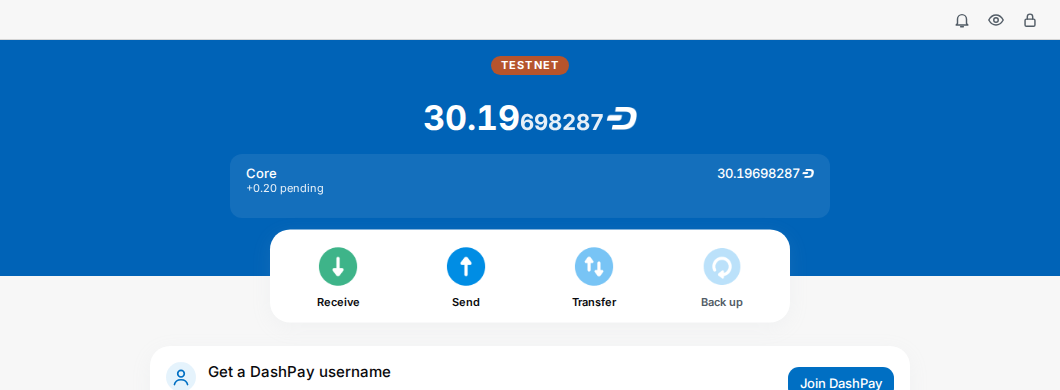 TESTNET
30.19698287
Core
30.19698287
+0.20 pending
Receive
Send
Transfer
Back up
Get a DashPay username
Join DashPay